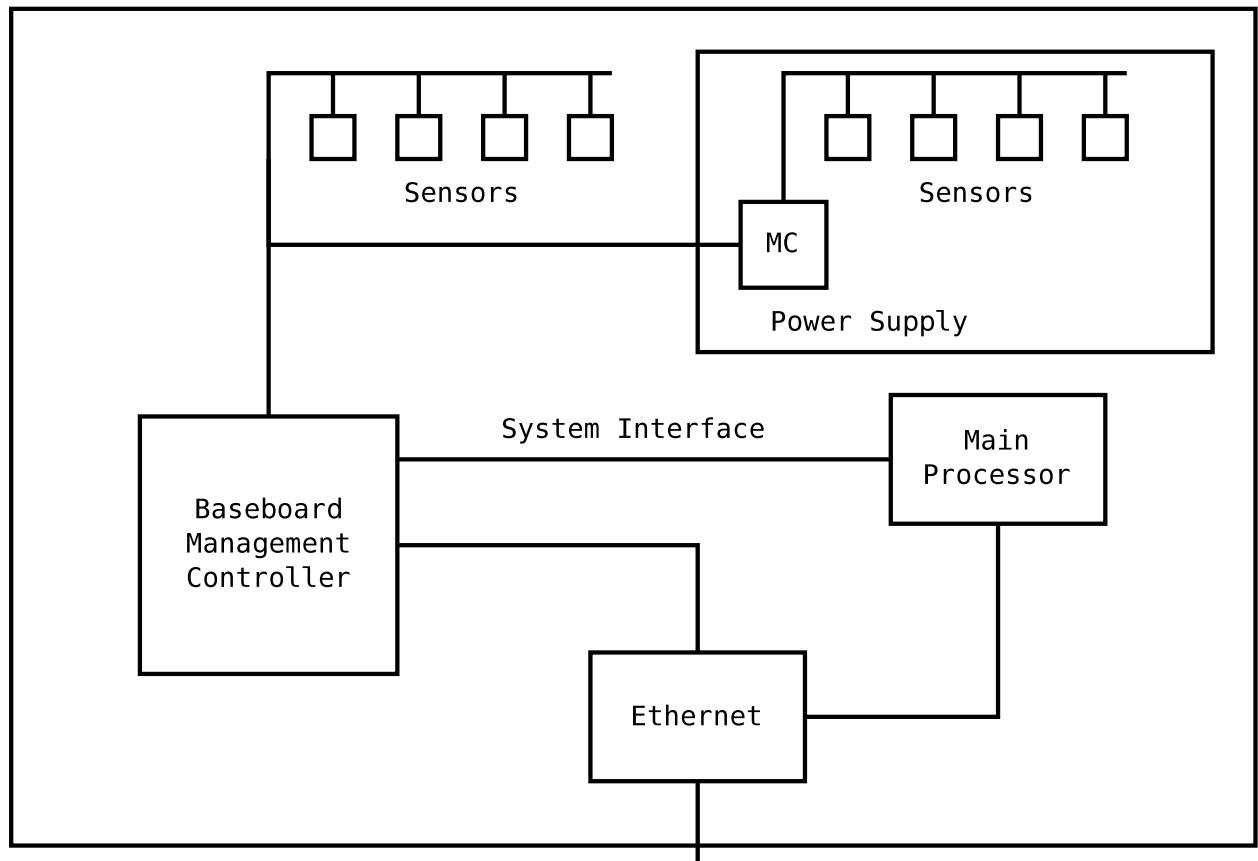 Sensors
Sensors
MC
Power Supply
System Interface
Main
Processor
Baseboard
Management
Controller
Ethernet